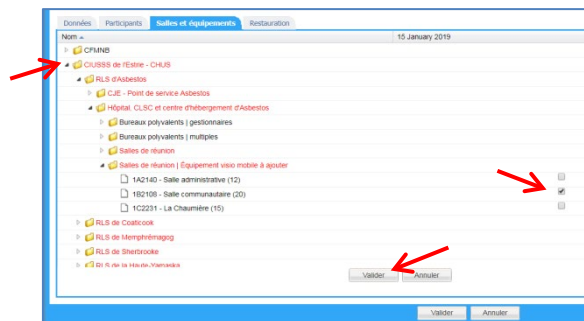 Données Participants Salles et équipements Restauration
Nom 15 January 2019
CFMNB
CIUSSS de l'Estrie - CHUS
RLS d'Asbestos
CJE - Point de service Asbestos
Hôpital, CLSC et centre d'hébergement d'Asbestos
Bureaux polyvalents | gestionnaires
Bureaux polyvalents | multiples
Salles de réunion
Salles de réunion | Équipement visio mobile à ajouter
1A2140 - Salle administrative (12)
1B2108 - Salle communautaire (20)
1C2231 - La Chaumière (15)
RLS de Coaticook
RLS de Memphrémagog
RLS de Sherbrooke
RLS de la Haute-Yamaska
Valider Annuler
Valider Annuler